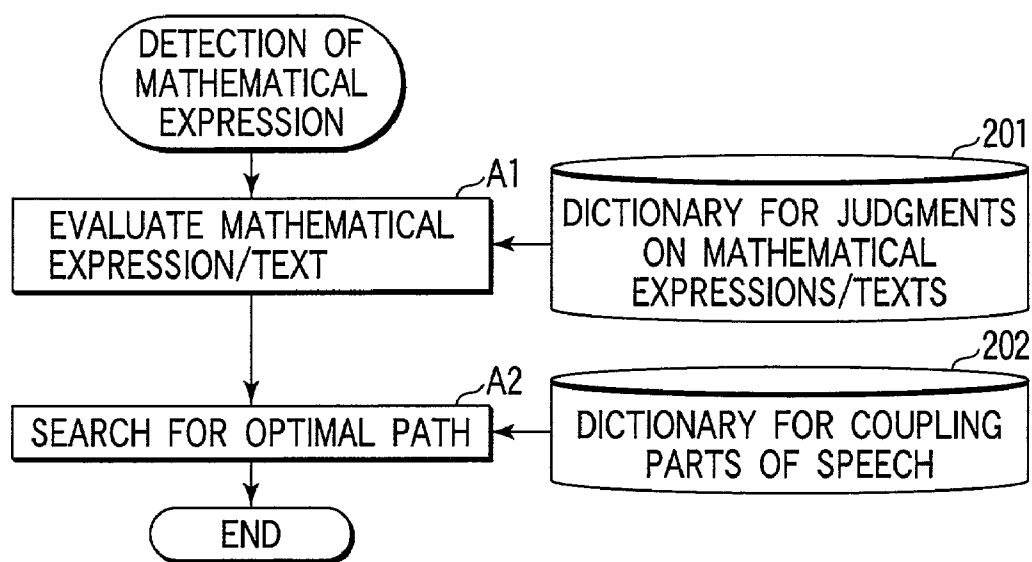 DETECTION OF
MATHEMATICAL
EXPRESSION
A1
EVALUATE MATHEMATICAL
EXPRESSION/TEXT
201
DICTIONARY FOR JUDGMENTS
ON MATHEMATICAL
EXPRESSIONS/TEXTS
A2
SEARCH FOR OPTIMAL PATH
202
DICTIONARY FOR COUPLING
PARTS OF SPEECH
END